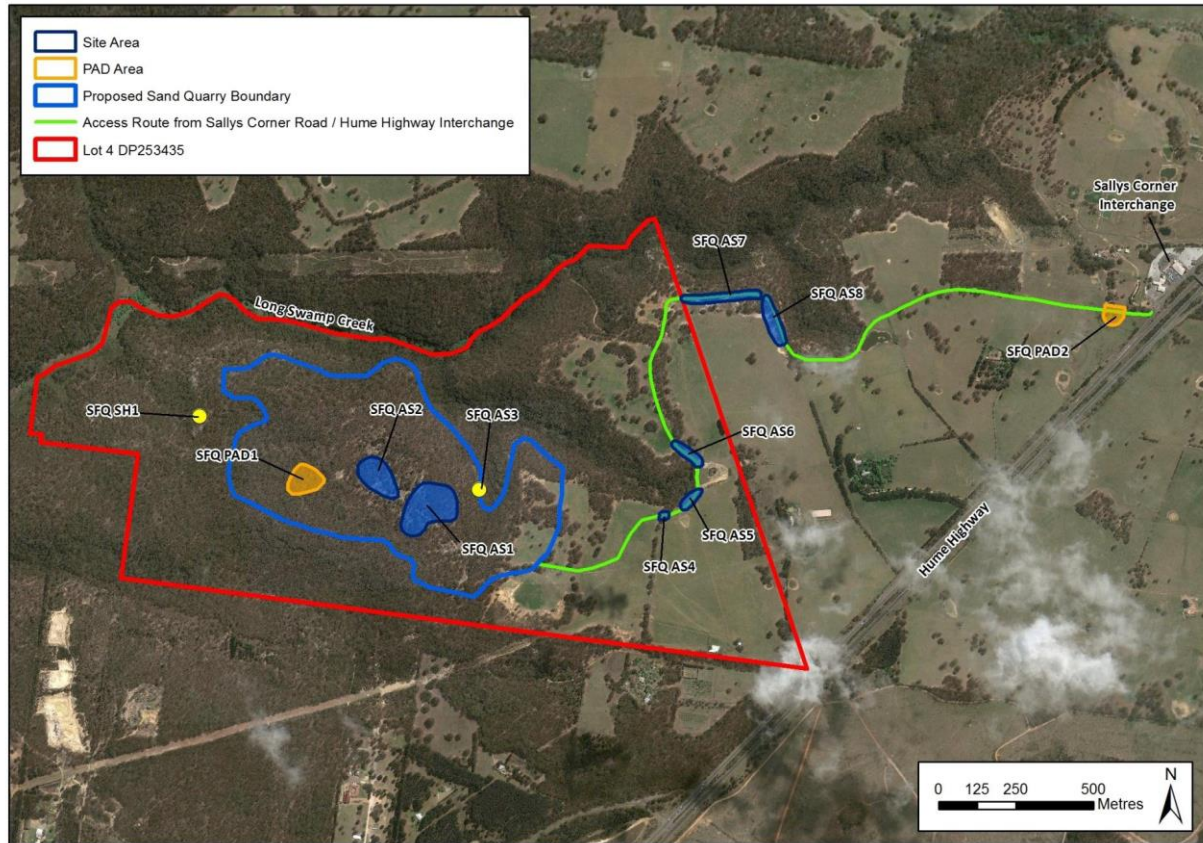 Site Area
PAD Area
Proposed Sand Quarry Boundary
Access Route from Sallys Corner Road / Hume Highway Interchange
Lot 4 DP253435
Sallys Corner
Interchange
SFQ AS7
SFQ AS8
Long Swamp Creek
SFQ PAD2
SFQ SH1
SFQ AS2
SFQ AS3
SFQ AS6
SFQ PAD1
SFQ AS1
SFQ AS4
SFQ AS5
Hume Highway
N
0 125 250 500
Metres